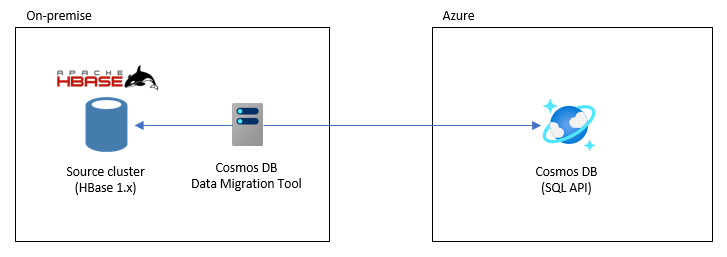 On-premise
Azure
APACHE
HBASE
Source cluster
(HBase 1.x)
Cosmos DB
Data Migration Tool
Cosmos DB
(SQL API)